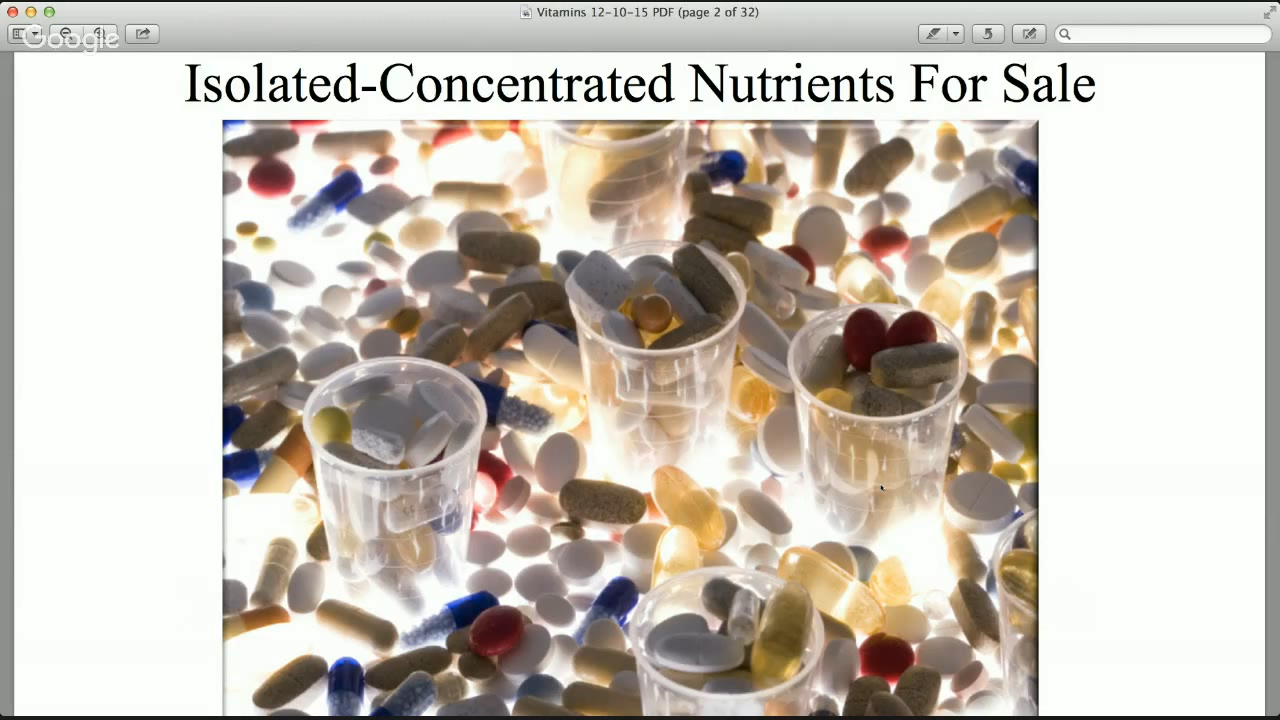 Vitamins 12-10-15 PDF (page 2 of 32)
Google
Isolated-Concentrated Nutrients For Sale